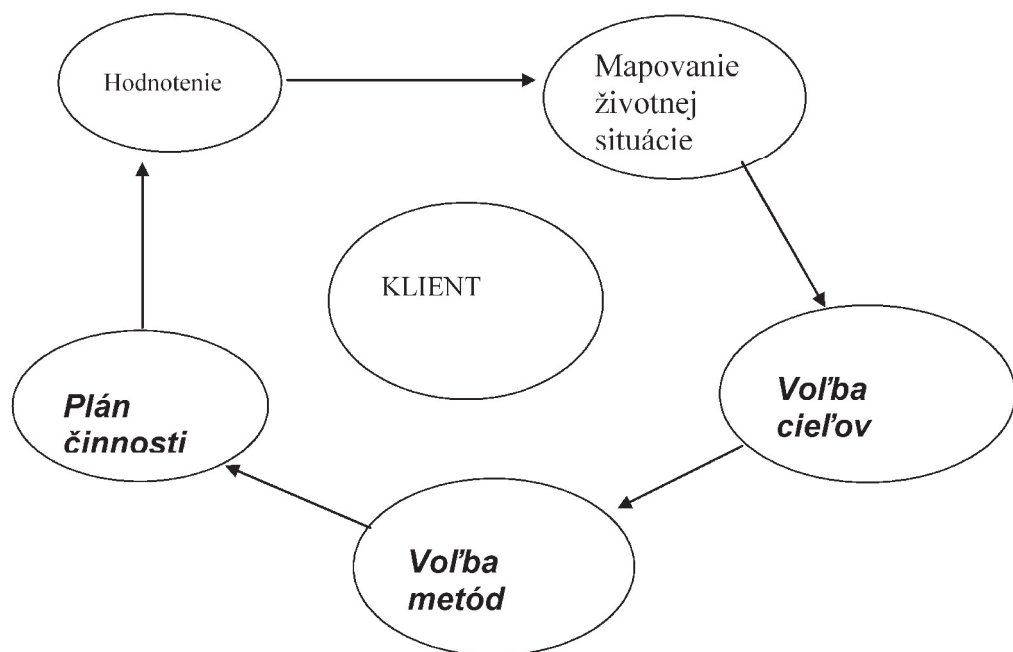 Hodnotenie
Mapovanie
životnej
situácie
KLIENT
Voľba
cieľov
Plán
činnosti
Voľba
metód